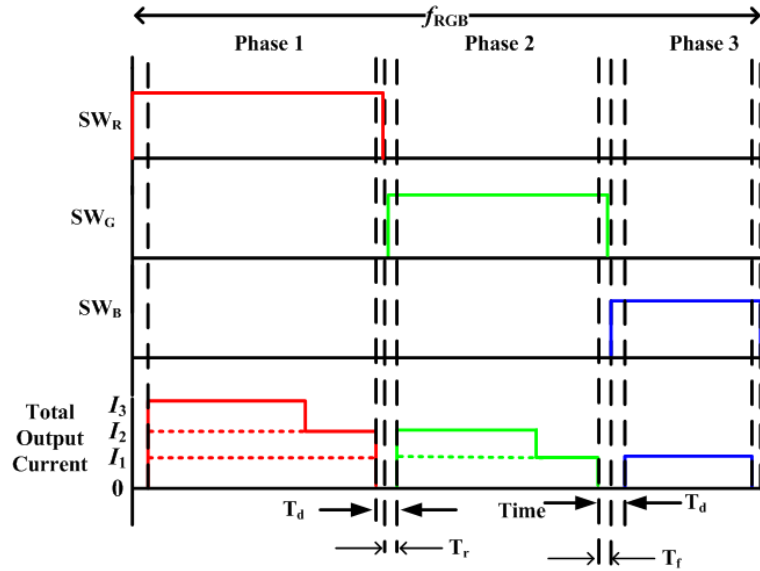 fRGB
Phase 1 Phase 2 Phase 3
SWR
SWG
SWB
Total
Output
Current
I3
I2
I1
0
Td Time Td
Tr Tf